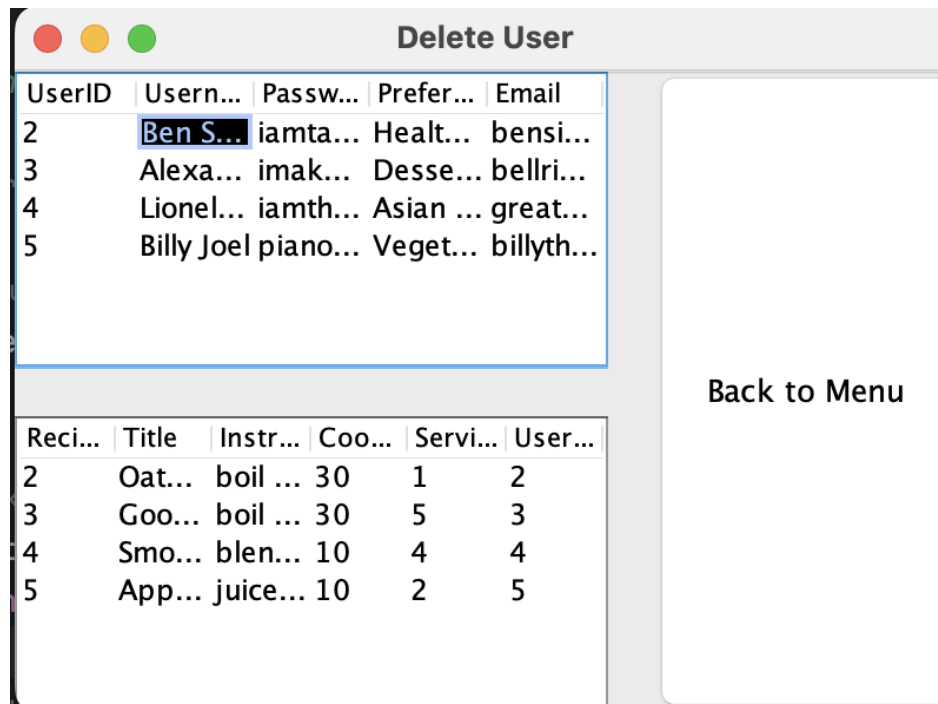 Delete User
UserID Usern... Passw... Prefer... Email
2 Ben S... iamta... Healt... bensi...
3 Alexa... imak... Desse... bellri...
4 Lionel... iamth... Asian ... great...
5 Billy Joel piano... Veget... billyth...
Back to Menu
Reci... Title Instr... Coo... Servi... User...
2 Oat... boil ... 30 1 2
3 Goo... boil ... 30 5 3
4 Smo... blen... 10 4 4
5 App... juice... 10 2 5